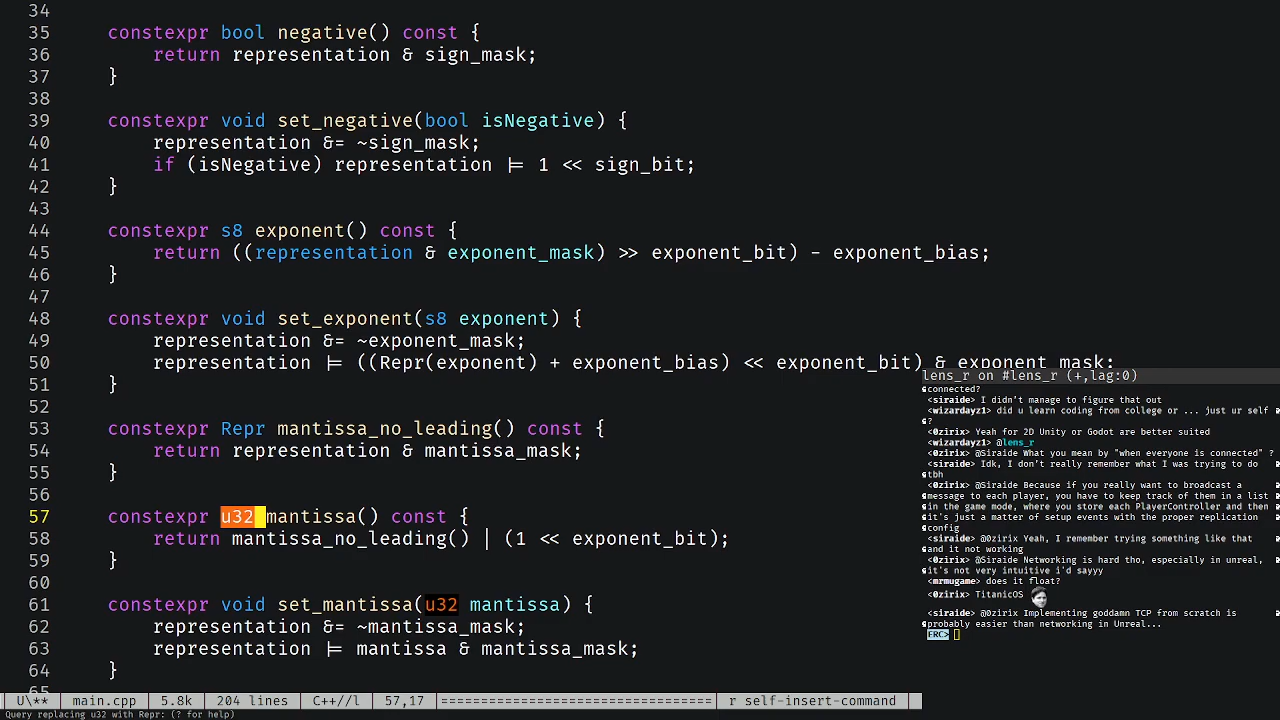 34
35 constexpr bool negative() const {
36 return representation & sign_mask;
37 }
38
39 constexpr void set_negative(bool isNegative) {
40 representation &= ~sign_mask;
41 if (isNegative) representation |= 1 << sign_bit;
42 }
43
44 constexpr s8 exponent() const {
45 return ((representation & exponent_mask) >> exponent_bit) - exponent_bias;
46 }
47
48 constexpr void set_exponent(s8 exponent) {
49 representation &= ~exponent_mask;
50 representation |= ((Repr(exponent) + exponent_bias) << exponent_bit) & exponent_mask;
51 }
52
53 constexpr Repr mantissa_no_leading() const {
54 return representation & mantissa_mask;
55 }
56
57 constexpr u32 mantissa() const {
58 return mantissa_no_leading() | (1 << exponent_bit);
59 }
60
61 constexpr void set_mantissa(u32 mantissa) {
62 representation &= ~mantissa_mask;
63 representation |= mantissa & mantissa_mask;
64 }
65
lens_r on #lens_r (+,lag:0)
connected?
<siraide> I didn't manage to figure that out
<wizardayz1> did u learn coding from college or ... just ur self
?
<0zirix> Yeah for 2D Unity or Godot are better suited
<wizardayz1> @lens_r
<0zirix> @Siraide What you mean by "when everyone is connected" ?
<siraide> Idk, I don't really remember what I was trying to do
tbh
<0zirix> @Siraide Because if you really want to broadcast a
message to each player, you have to keep track of them in a list
in the game mode, where you store each PlayerController and then
it's just a matter of setup events with the proper replication
config
<siraide> @0zirix Yeah, I remember trying something like that
and it not working
<0zirix> @Siraide Networking is hard tho, especially in unreal,
it's not very intuitive i'd sayyy
<mrmugame> does it float?
<0zirix> TitanicOS
<siraide> @0zirix Implementing goddamn TCP from scratch is
probably easier than networking in Unreal...
ERC>
U\** main.cpp 5.8k 204 lines C++//l 57,17 ================================ r self-insert-command
Query replacing u32 with Repr: (? for help)